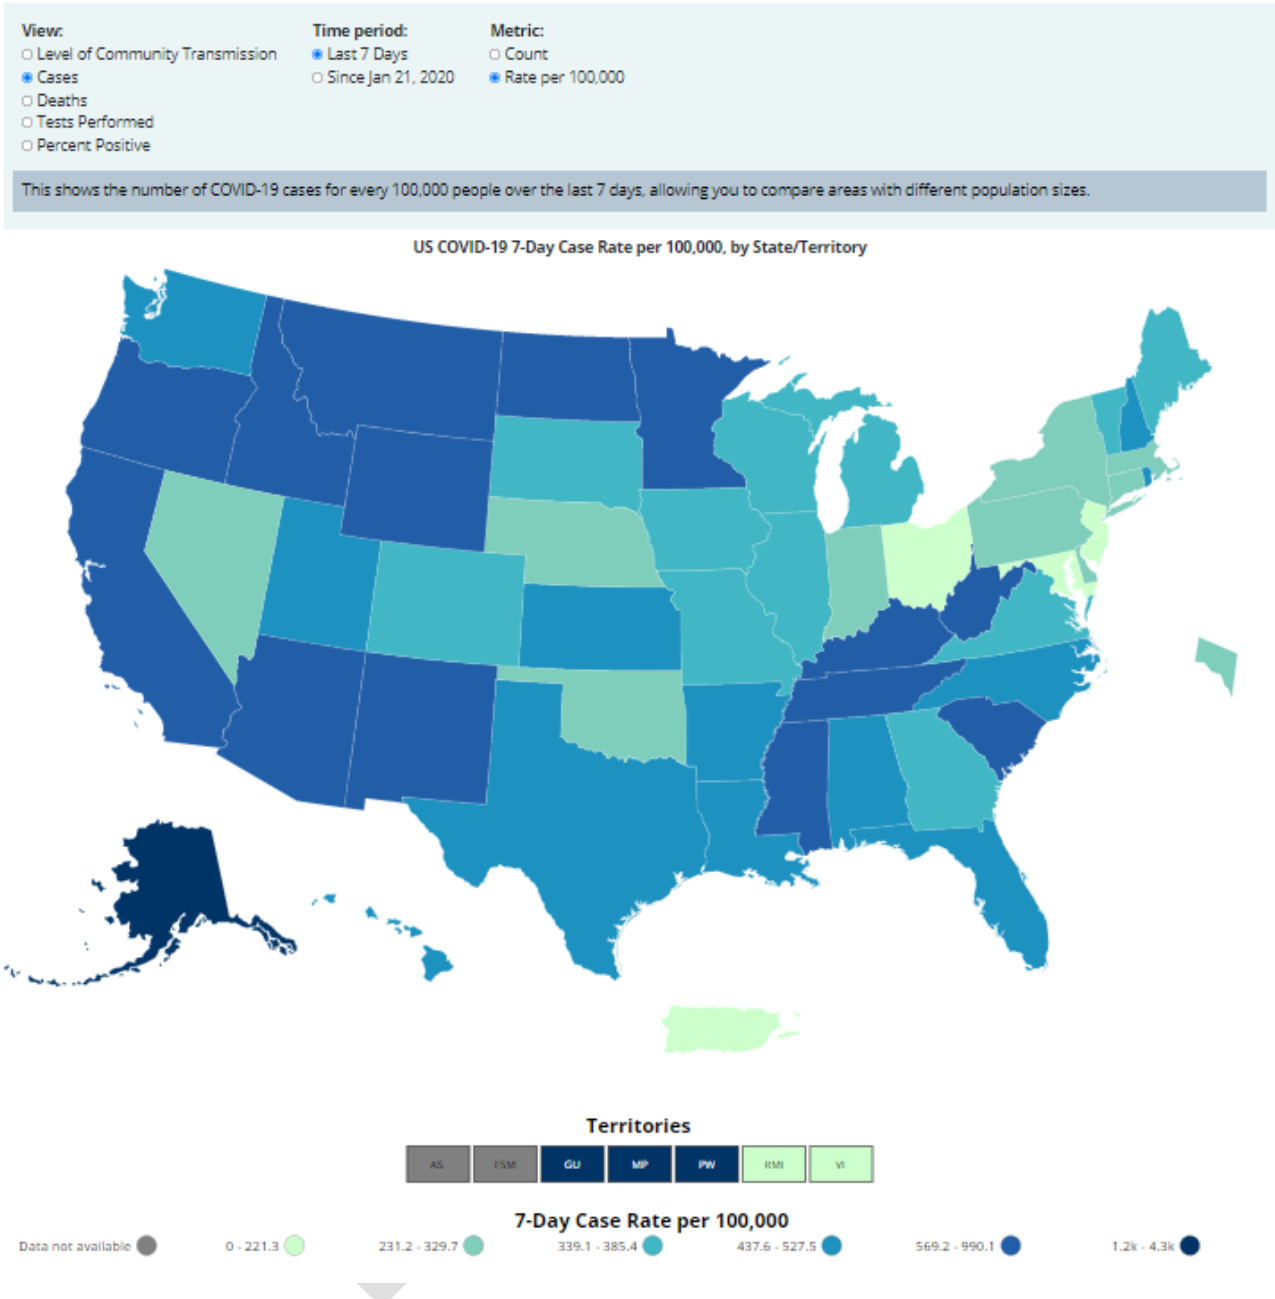 View:
Level of Community Transmission
Cases
Deaths
Tests Performed
Percent Positive
Time period:
Last 7 Days
Since Jan 21, 2020
Metric:
Count
Rate per 100,000
This shows the number of COVID-19 cases for every 100,000 people over the last 7 days, allowing you to compare areas with different population sizes.
US COVID-19 7-Day Case Rate per 100,000, by State/Territory
Territories
AS FSM GU MP PW RMI VI
7-Day Case Rate per 100,000
Data not available 0 - 221.3 231.2 - 329.7 339.1 - 385.4 437.6 - 527.5 569.2 - 990.1 1.2k - 4.3k